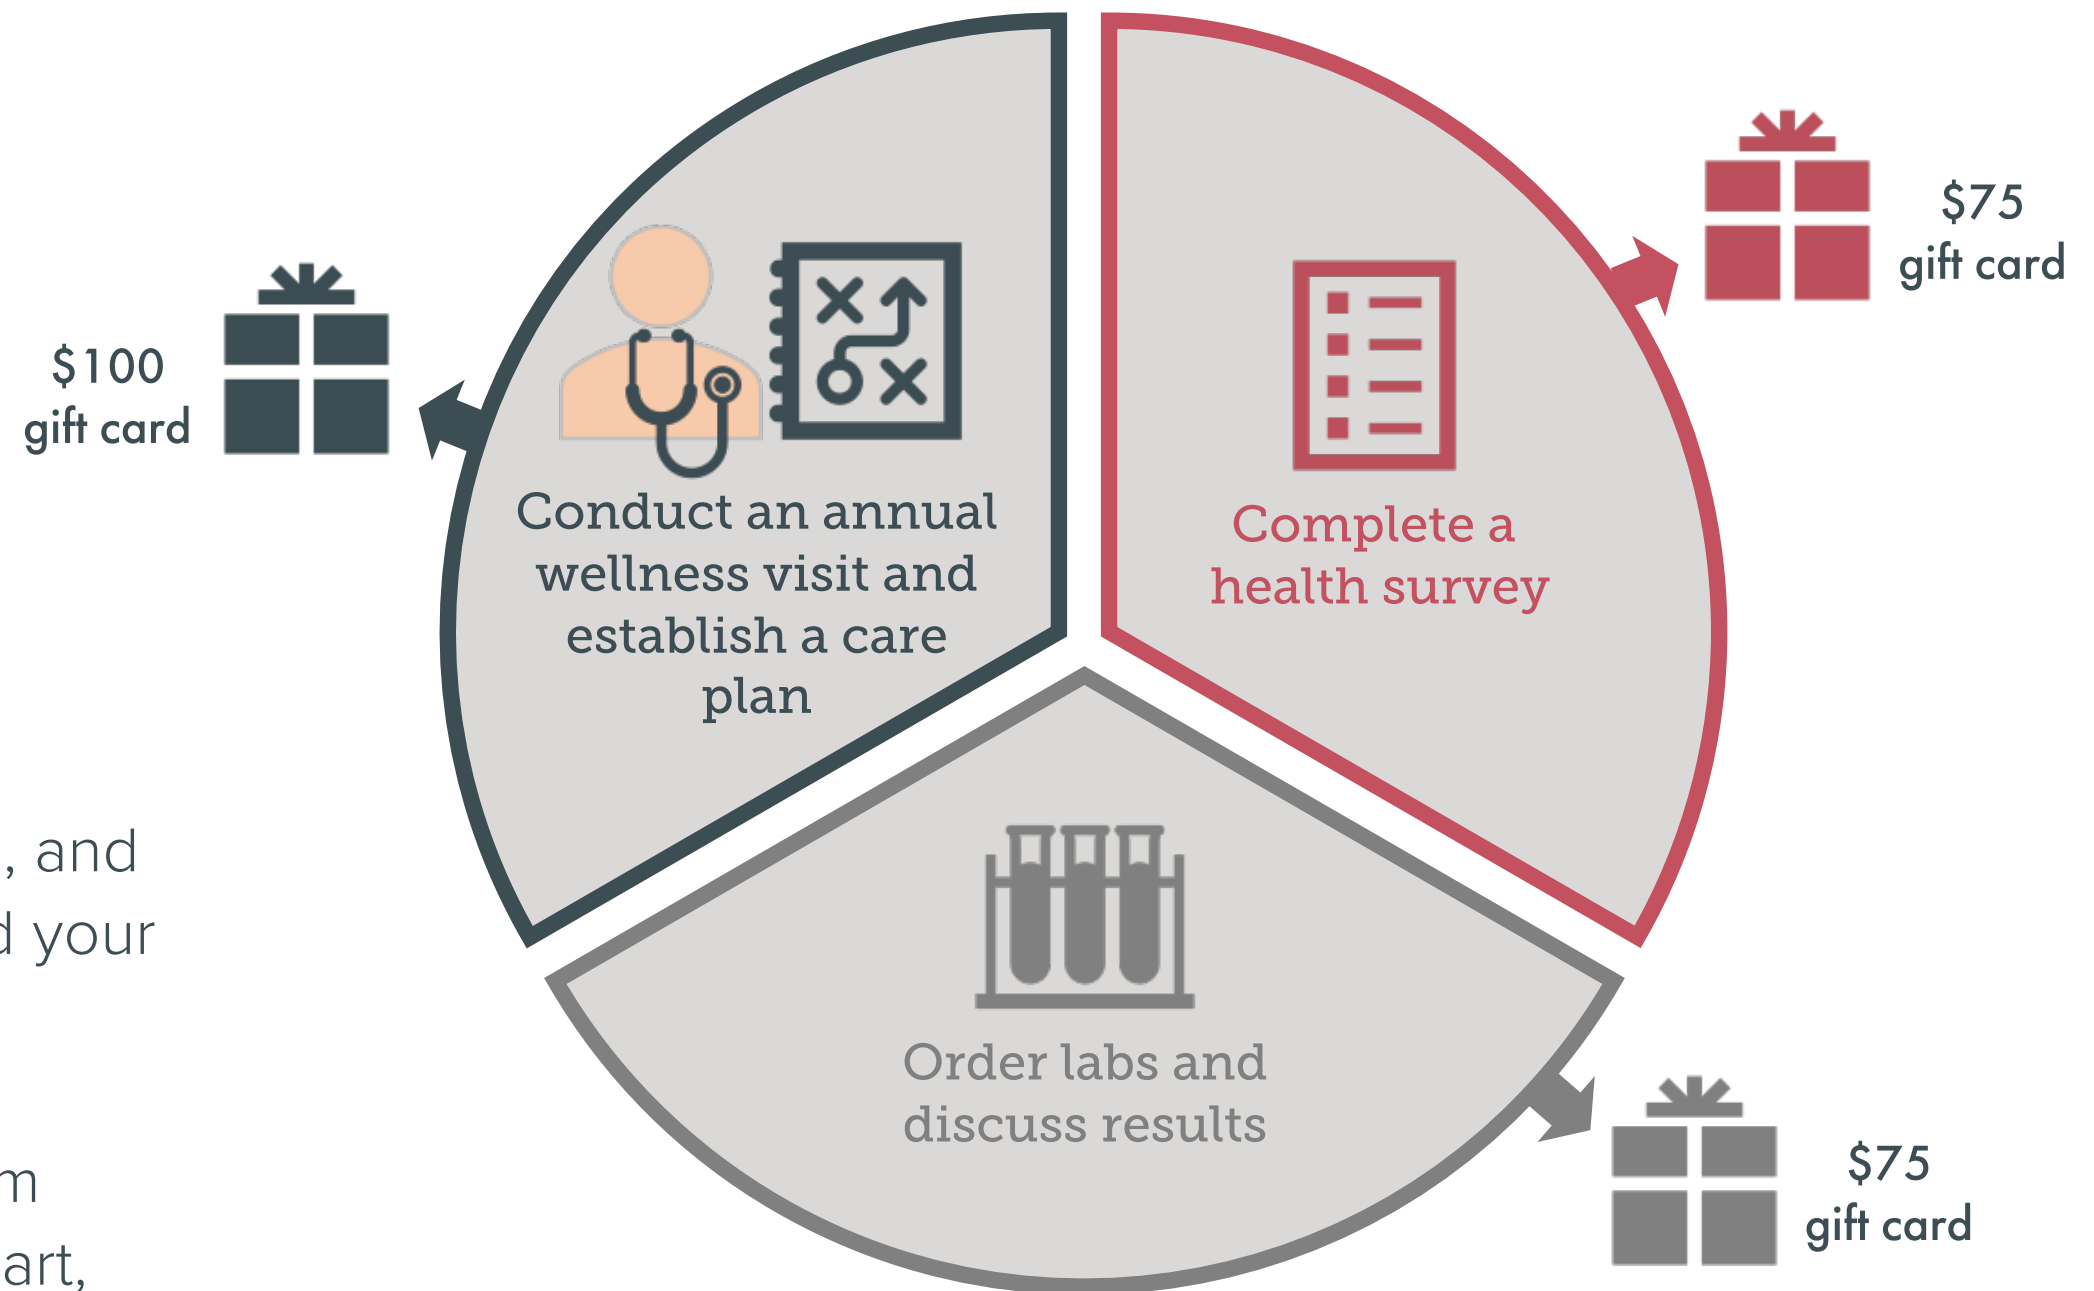 $100
gift card
Conduct an annual
wellness visit and
establish a care
plan
$75
gift card
Complete a
health survey
Order labs and
discuss results
$75
gift card
, and
your
art,